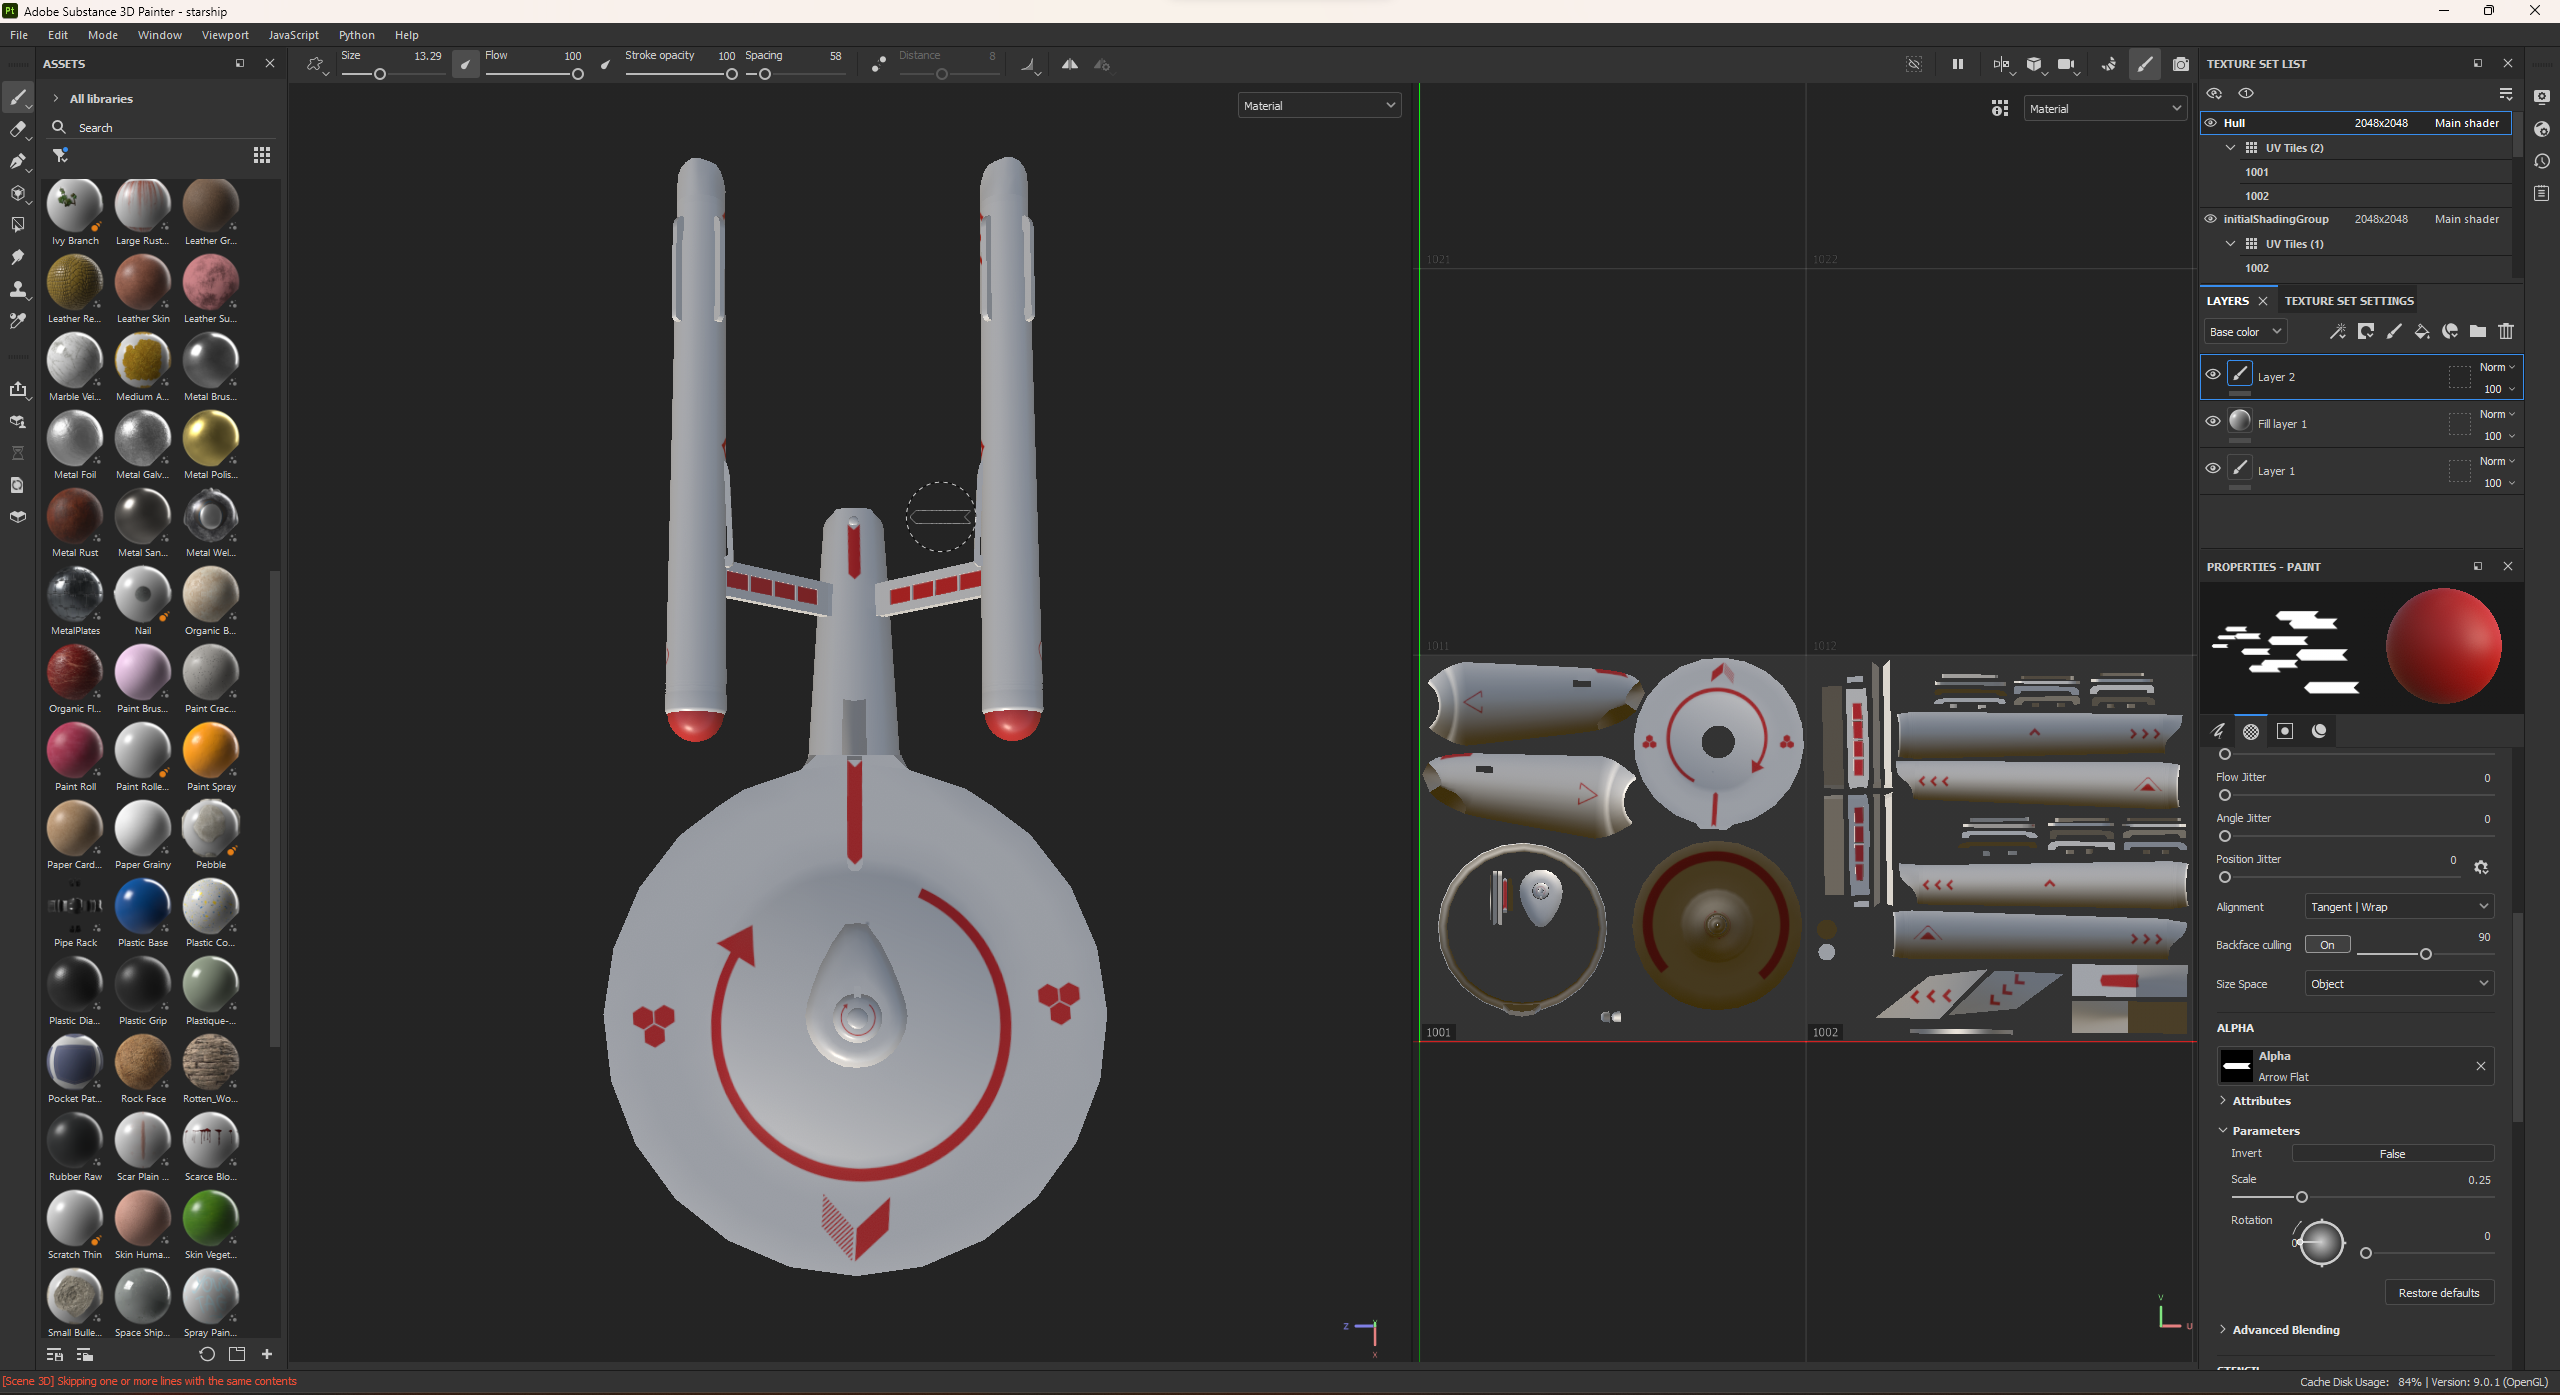 Pt Adobe Substance 3D Painter - starship
File Edit Mode Window Viewport JavaScript Python Help
ASSETS
Size 13.29 Flow 100 Stroke opacity 100 Spacing 58 Distance 8
All libraries
Search
Ivy Branch Large Rust... Leather Gr...
Leather Re... Leather Skin Leather Su...
Marble Vei... Medium A... Metal Brus...
Metal Foil Metal Galv... Metal Polis...
Metal Rust Metal San... Metal Wel...
MetalPlates Nail Organic B...
Organic Fl... Paint Brus... Paint Crac...
Paint Roll Paint Rolle... Paint Spray
Paper Card... Paper Grainy Pebble
Pipe Rack Plastic Base Plastic Co...
Plastic Dia... Plastic Grip Plastique-...
Pocket Pat... Rock Face Rotten_Wo...
Rubber Raw Scar Plain ... Scarce Blo...
Scratch Thin Skin Huma... Skin Veget...
Small Bulle... Space Ship... Spray Pain...
Material
Z
Y
X
Material
1021 1022
1011 1012
1001 1002
V
U
TEXTURE SET LIST
Hull 2048x2048 Main shader
UV Tiles (2)
1001
1002
initialShadingGroup 2048x2048 Main shader
UV Tiles (1)
1002
LAYERS TEXTURE SET SETTINGS
Base color
Layer 2 Norm 100
Fill layer 1 Norm 100
Layer 1 Norm 100
PROPERTIES - PAINT
Flow Jitter 0
Angle Jitter 0
Position Jitter 0
Alignment Tangent | Wrap
Backface culling On 90
Size Space Object
ALPHA
Alpha
Arrow Flat
Attributes
Parameters
Invert False
Scale 0.25
Rotation 0 0
Restore defaults
Advanced Blending
STENCIL
[Scene 3D] Skipping one or more lines with the same contents
Cache Disk Usage: 84% | Version: 9.0.1 (OpenGL)